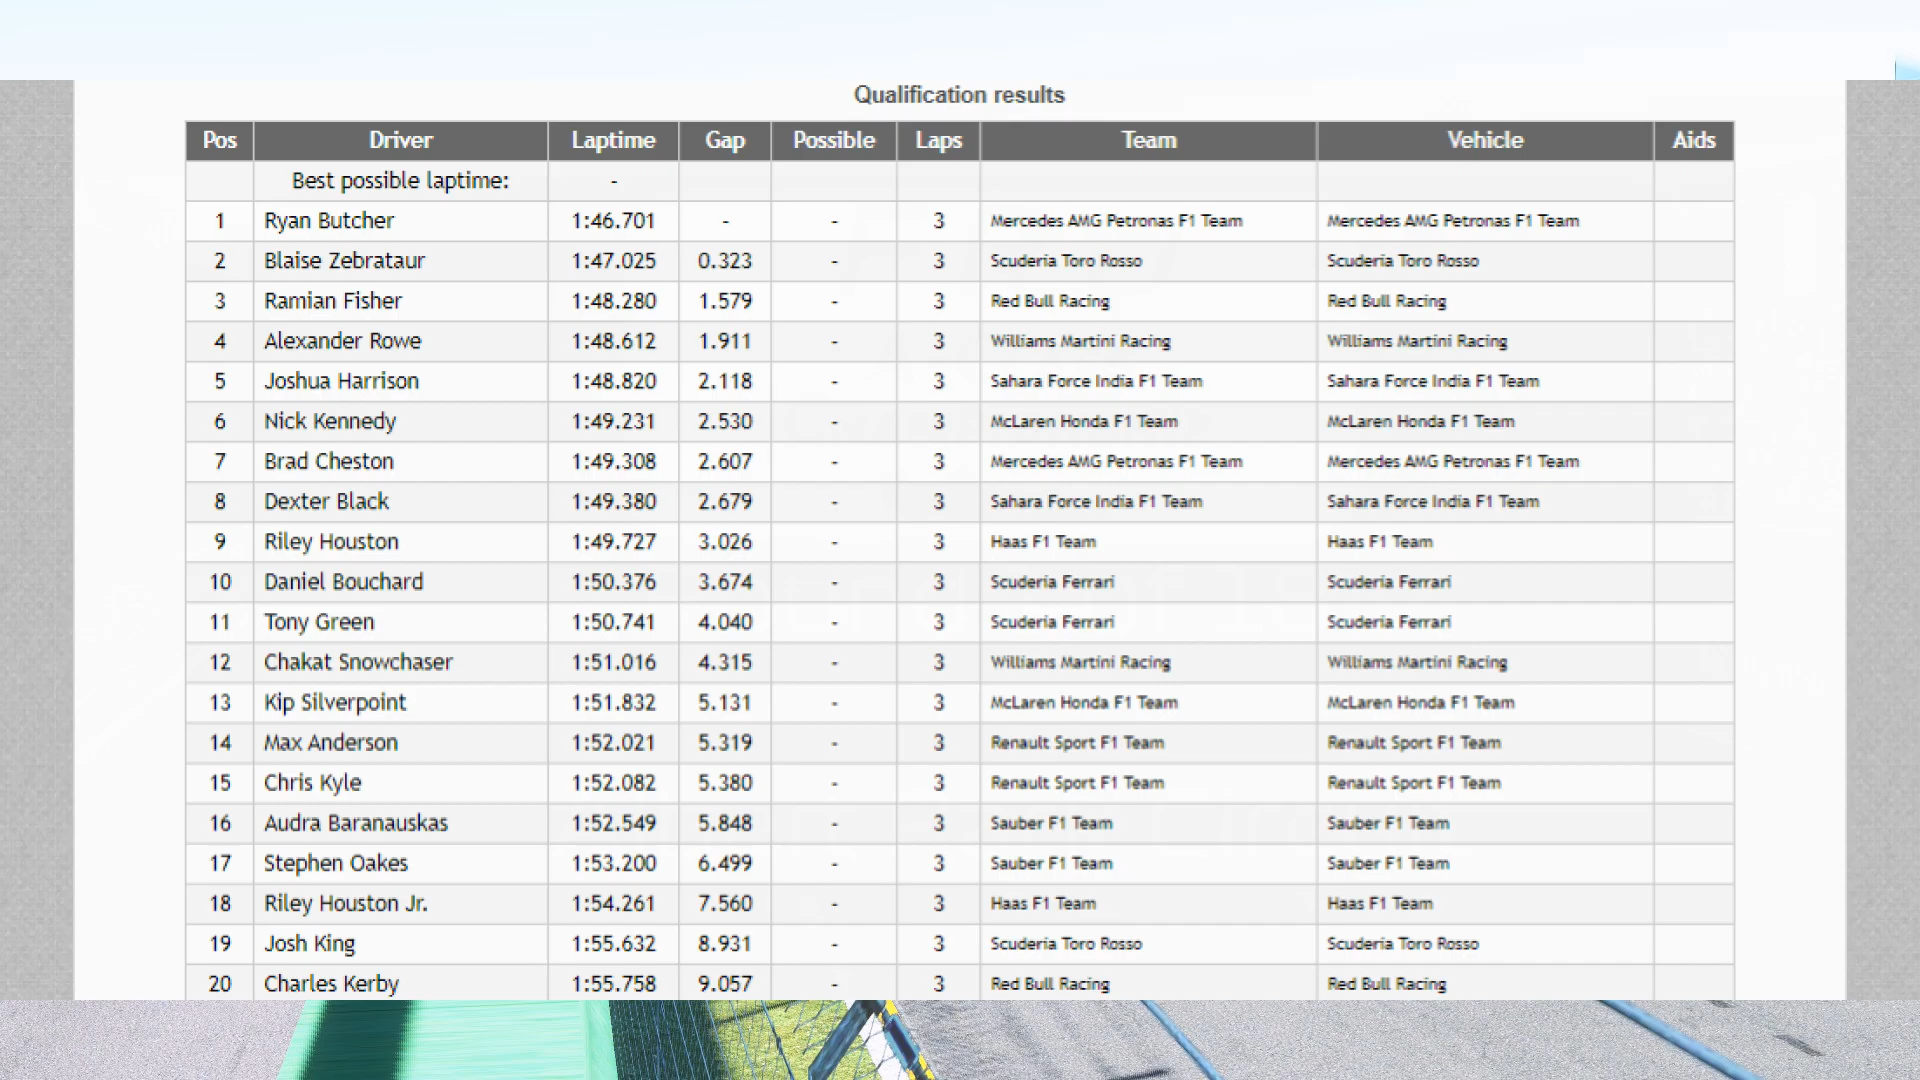 Qualification results
Pos Driver Laptime Gap Possible Laps Team Vehicle Aids
Best possible laptime: -
1 Ryan Butcher 1:46.701 - - 3 Mercedes AMG Petronas F1 Team Mercedes AMG Petronas F1 Team
2 Blaise Zebrataur 1:47.025 0.323 - 3 Scuderia Toro Rosso Scuderia Toro Rosso
3 Ramian Fisher 1:48.280 1.579 - 3 Red Bull Racing Red Bull Racing
4 Alexander Rowe 1:48.612 1.911 - 3 Williams Martini Racing Williams Martini Racing
5 Joshua Harrison 1:48.820 2.118 - 3 Sahara Force India F1 Team Sahara Force India F1 Team
6 Nick Kennedy 1:49.231 2.530 - 3 McLaren Honda F1 Team McLaren Honda F1 Team
7 Brad Cheston 1:49.308 2.607 - 3 Mercedes AMG Petronas F1 Team Mercedes AMG Petronas F1 Team
8 Dexter Black 1:49.380 2.679 - 3 Sahara Force India F1 Team Sahara Force India F1 Team
9 Riley Houston 1:49.727 3.026 - 3 Haas F1 Team Haas F1 Team
10 Daniel Bouchard 1:50.376 3.674 - 3 Scuderia Ferrari Scuderia Ferrari
11 Tony Green 1:50.741 4.040 - 3 Scuderia Ferrari Scuderia Ferrari
12 Chakat Snowchaser 1:51.016 4.315 - 3 Williams Martini Racing Williams Martini Racing
13 Kip Silverpoint 1:51.832 5.131 - 3 McLaren Honda F1 Team McLaren Honda F1 Team
14 Max Anderson 1:52.021 5.319 - 3 Renault Sport F1 Team Renault Sport F1 Team
15 Chris Kyle 1:52.082 5.380 - 3 Renault Sport F1 Team Renault Sport F1 Team
16 Audra Baranauskas 1:52.549 5.848 - 3 Sauber F1 Team Sauber F1 Team
17 Stephen Oakes 1:53.200 6.499 - 3 Sauber F1 Team Sauber F1 Team
18 Riley Houston Jr. 1:54.261 7.560 - 3 Haas F1 Team Haas F1 Team
19 Josh King 1:55.632 8.931 - 3 Scuderia Toro Rosso Scuderia Toro Rosso
20 Charles Kerby 1:55.758 9.057 - 3 Red Bull Racing Red Bull Racing